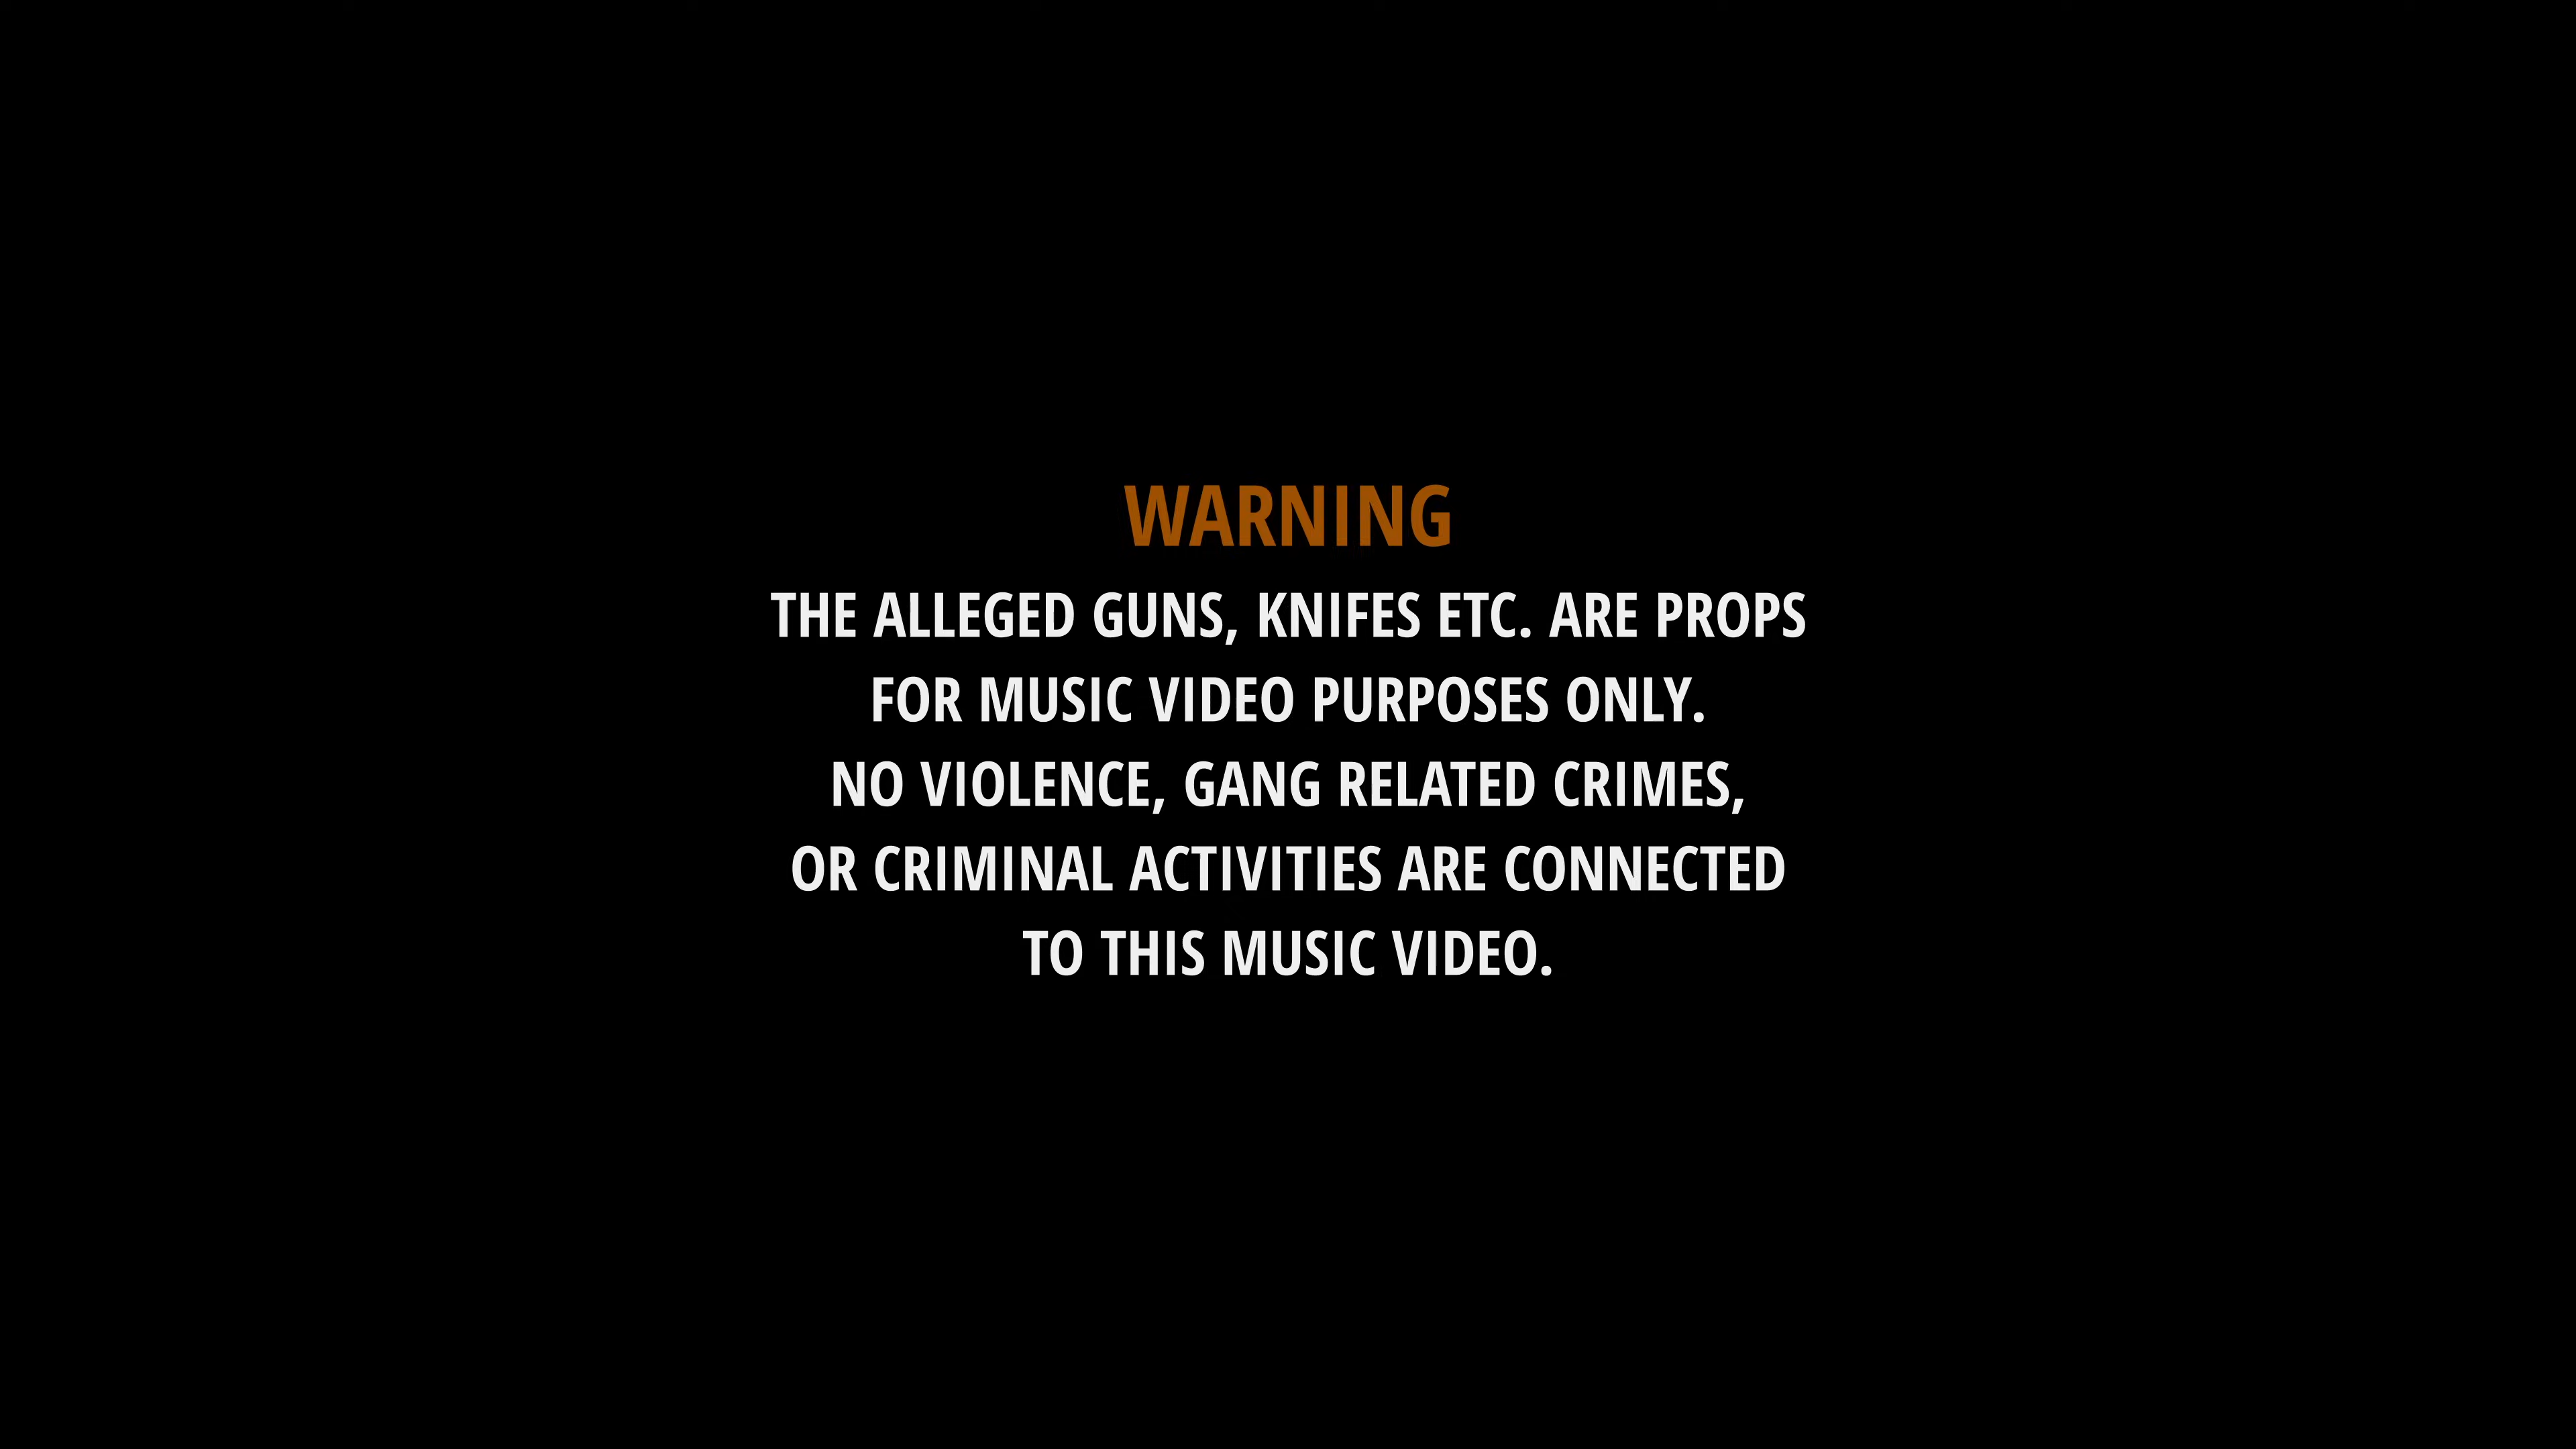 WARNING
THE ALLEGED GUNS, KNIFES ETC. ARE PROPS
FOR MUSIC VIDEO PURPOSES ONLY.
NO VIOLENCE, GANG RELATED CRIMES,
OR CRIMINAL ACTIVITIES ARE CONNECTED
TO THIS MUSIC VIDEO.